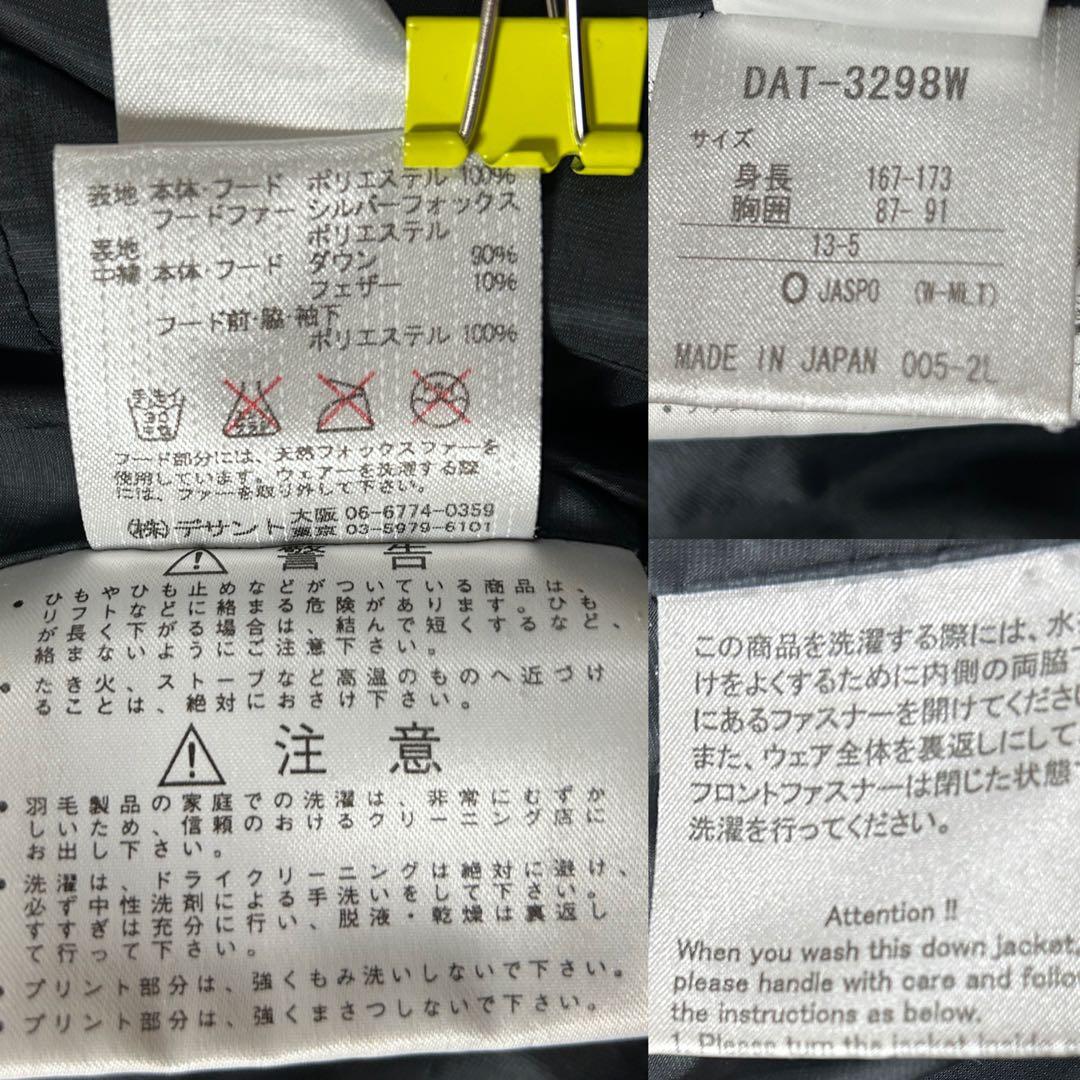 表地 本体・フード ポリエステル 100%
フードファー シルバーフォックス
裏地 ポリエステル
中綿 本体・フード ダウン 90%
フェザー 10%
フード前・脇・袖下
ポリエステル 100%
手洗イ
30
中性
フード部分には、天然フォックスファーを
使用しています。ウェアーを洗濯する際
には、ファーを取り外して下さい。
(株)デサント 大阪 06-6774-0359
東京 03-5979-6101
警告
・ひもやひも止めなどがついている商品は、
リフトなどに絡まる危険があります。ひも
が長く下がる場合は、結んで短くするなど、
絡まないようにご注意下さい。
・たき火、ストーブなど高温のものへ近づけ
ることは、絶対におさけ下さい。
注意
・羽毛製品の家庭での洗濯は、非常にむずか
しいため、信頼のおけるクリーニング店に
お出し下さい。
・洗濯は、ドライクリーニングは絶対に避け、
必ず中性洗剤による手洗いをして下さい。
すすぎは充分に行い、脱液・乾燥は裏返し
て行って下さい。
・プリント部分は、強くもみ洗いしないで下さい。
・プリント部分は、強くまさつしないで下さい。
DAT-3298W
サイズ
身長 167-173
胸囲 87- 91
13-5
O JASPO (W-ML T)
MADE IN JAPAN 005-2L
この商品を洗濯する際には、水
けをよくするために内側の両脇
にあるファスナーを開けてくださ
また、ウェア全体を裏返しにして
フロントファスナーは閉じた状態
洗濯を行ってください。
Attention !!
When you wash this down jacket,
please handle with care and follo
the instructions as below.
1. Please turn the jacket inside